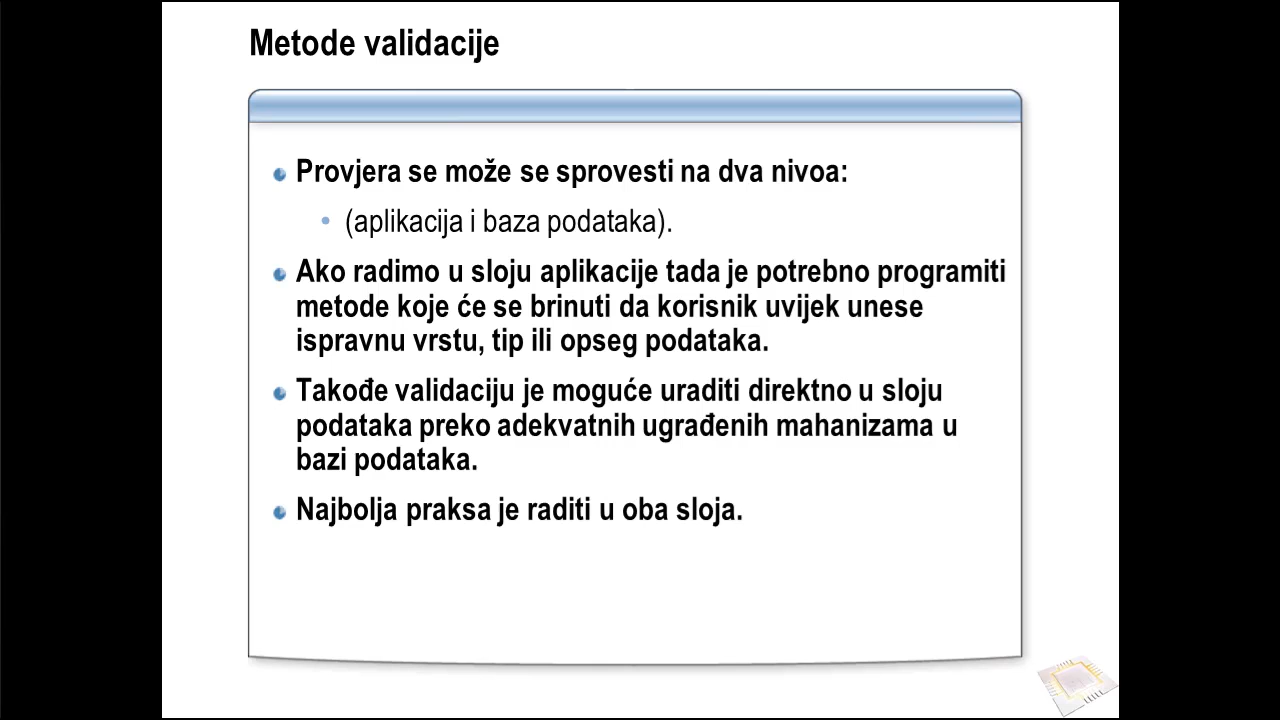 Metode validacije
Provjera se može se sprovesti na dva nivoa:
(aplikacija i baza podataka).
Ako radimo u sloju aplikacije tada je potrebno programiti
metode koje će se brinuti da korisnik uvijek unese
ispravnu vrstu, tip ili opseg podataka.
Takođe validaciju je moguće uraditi direktno u sloju
podataka preko adekvatnih ugrađenih mahanizama u
bazi podataka.
Najbolja praksa je raditi u oba sloja.